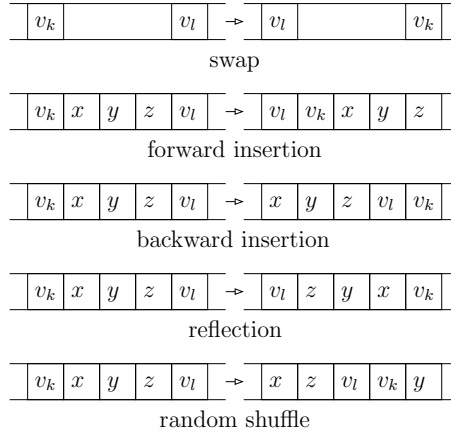 v_k v_l → v_l v_k
swap
v_k x y z v_l → v_l v_k x y z
forward insertion
v_k x y z v_l → x y z v_l v_k
backward insertion
v_k x y z v_l → v_l z y x v_k
reflection
v_k x y z v_l → x z v_l v_k y
random shuffle